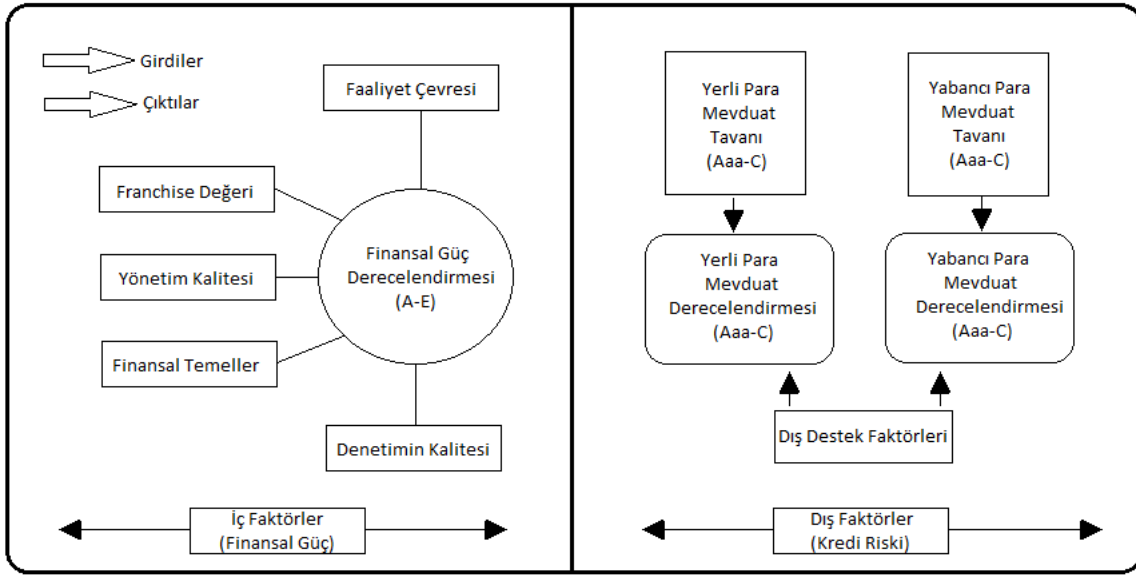 Girdiler
Çıktılar
Faaliyet Çevresi
Franchise Değeri
Yönetim Kalitesi
Finansal Temeller
Finansal Güç
Derecelendirmesi
(A-E)
Denetimin Kalitesi
İç Faktörler
(Finansal Güç)
Yerli Para
Mevduat
Tavanı
(Aaa-C)
Yabancı Para
Mevduat
Tavanı
(Aaa-C)
Yerli Para
Mevduat
Derecelendirmesi
(Aaa-C)
Yabancı Para
Mevduat
Derecelendirmesi
(Aaa-C)
Dış Destek Faktörleri
Dış Faktörler
(Kredi Riski)